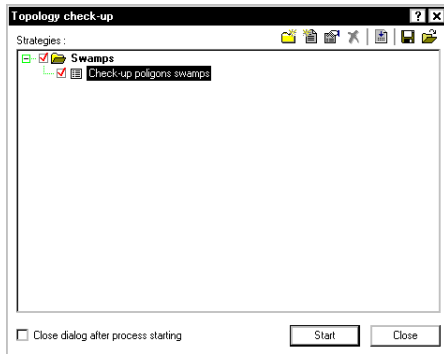 Topology check-up
Strategies :
Swamps
Check-up poligons swamps
Close dialog after process starting
Start
Close